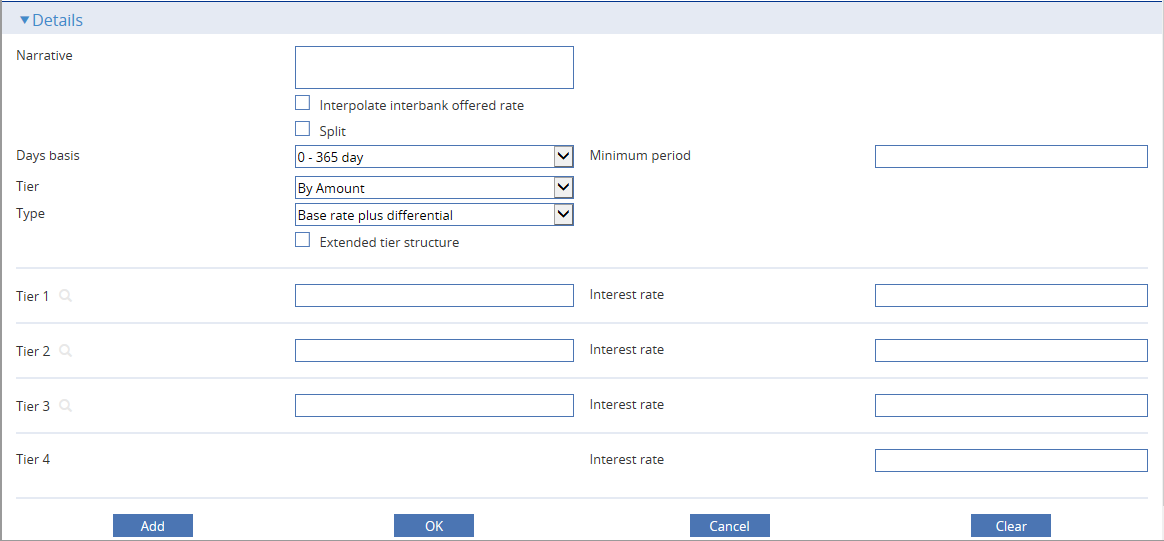 Details
Narrative
Interpolate interbank offered rate
Split
Days basis 0 - 365 day Minimum period
Tier By Amount
Type Base rate plus differential
Extended tier structure
Tier 1 Interest rate
Tier 2 Interest rate
Tier 3 Interest rate
Tier 4 Interest rate
Add OK Cancel Clear